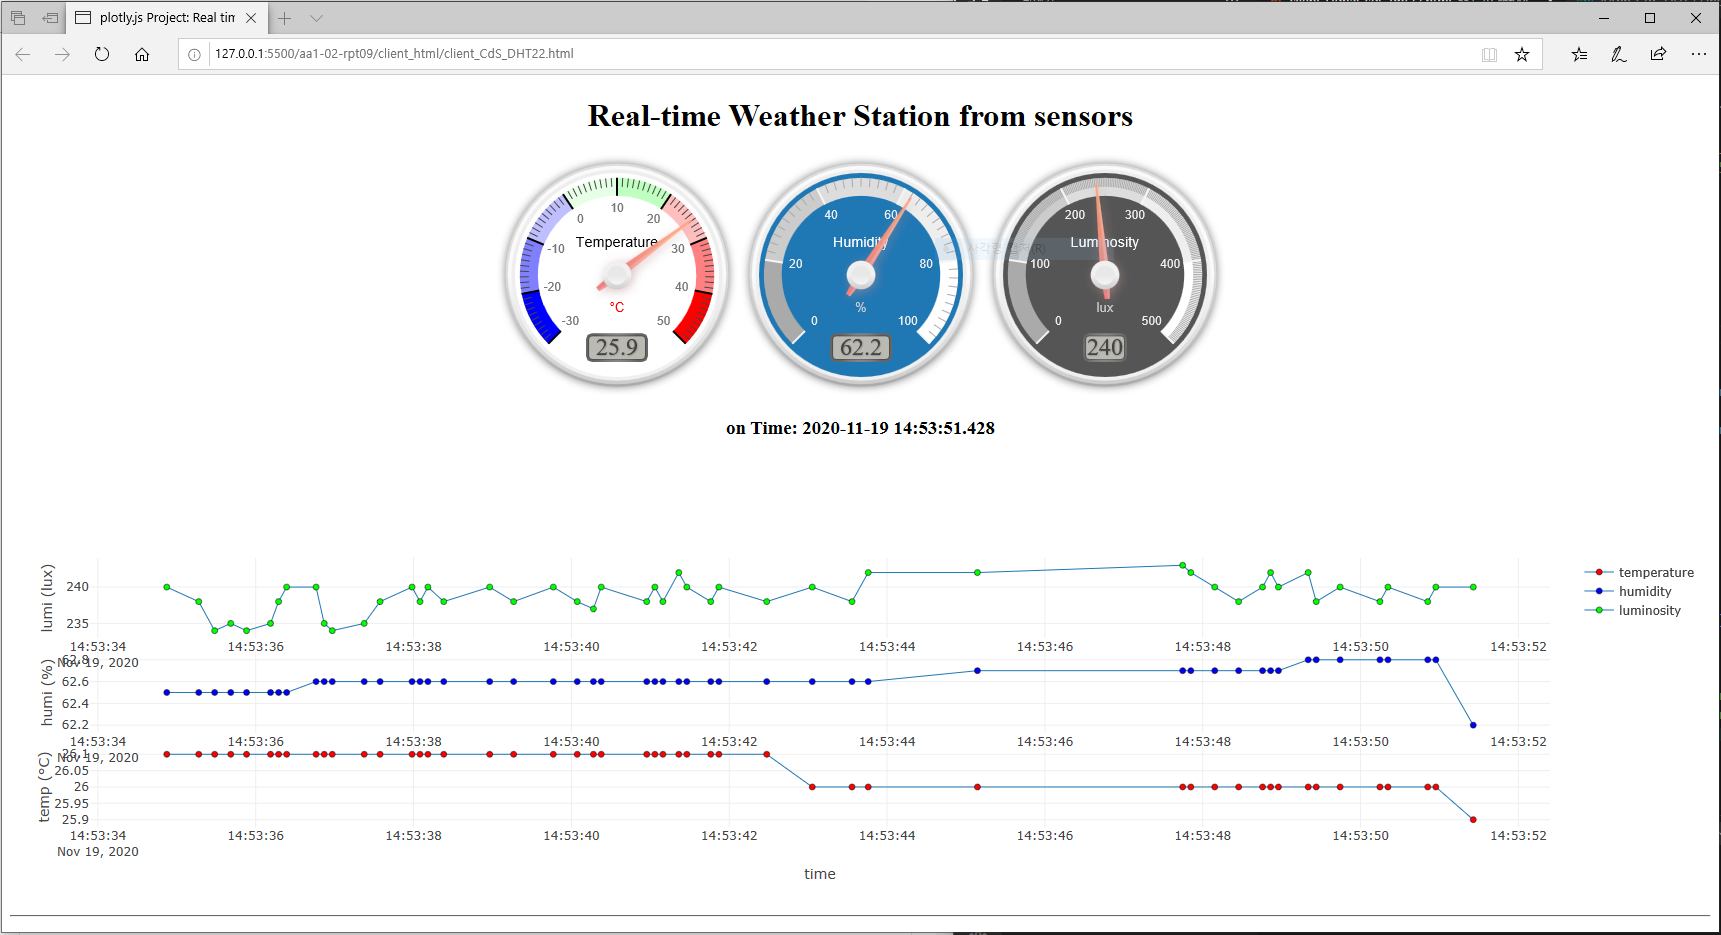 plotly.js Project: Real tim
127.0.0.1:5500/aa1-02-rpt09/client_html/client_CdS_DHT22.html
Real-time Weather Station from sensors
-30 -20 -10 0 10 20 30 40 50
Temperature
°C
25.9
0 20 40 60 80 100
Humidity
%
62.2
0 100 200 300 400 500
Luminosity
lux
240
on Time: 2020-11-19 14:53:51.428
lumi (lux)
240
235
14:53:34 14:53:36 14:53:38 14:53:40 14:53:42 14:53:44 14:53:46 14:53:48 14:53:50 14:53:52
Nov 19, 2020
humi (%)
62.8
62.6
62.4
62.2
14:53:34 14:53:36 14:53:38 14:53:40 14:53:42 14:53:44 14:53:46 14:53:48 14:53:50 14:53:52
Nov 19, 2020
temp (°C)
26.1
26.05
26
25.95
25.9
14:53:34 14:53:36 14:53:38 14:53:40 14:53:42 14:53:44 14:53:46 14:53:48 14:53:50 14:53:52
Nov 19, 2020
time
temperature
humidity
luminosity